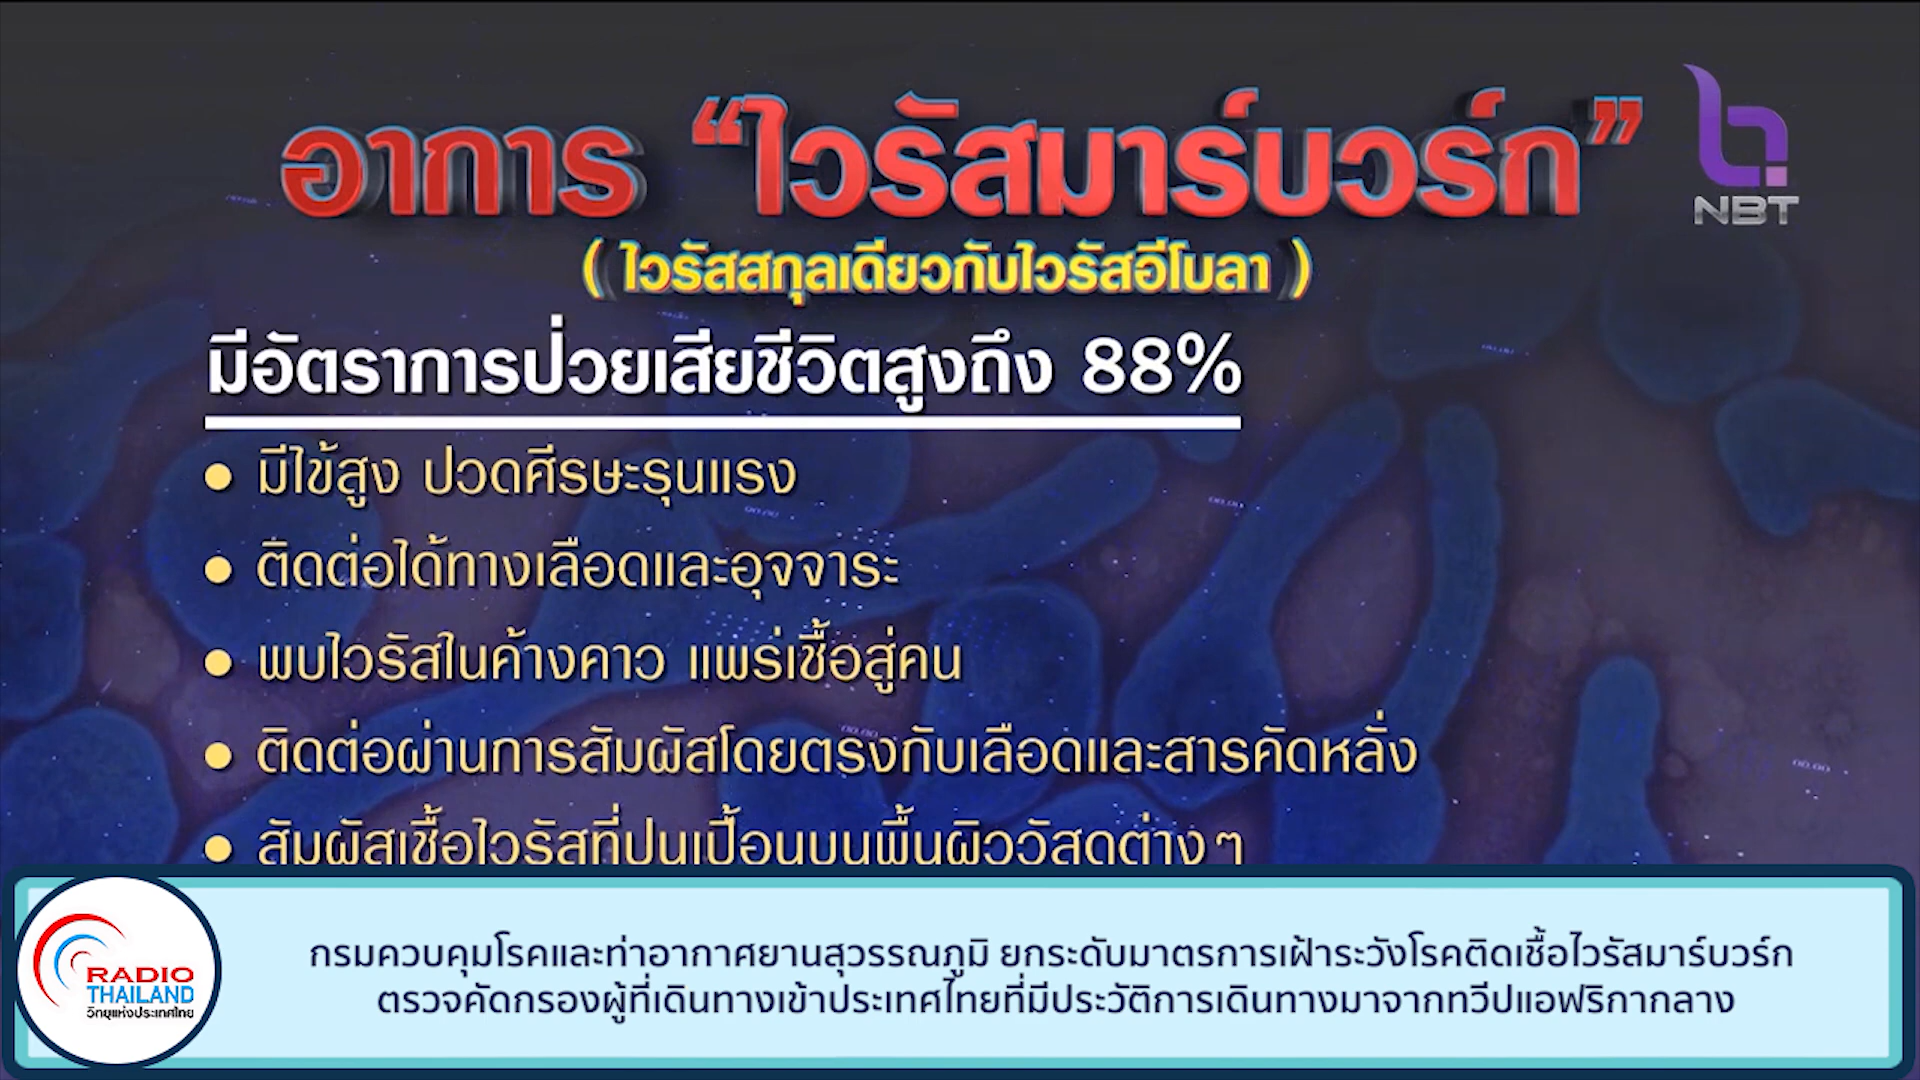 อาการ “ไวรัสมาร์บวร์ก”
NBT
( ไวรัสสกุลเดียวกับไวรัสอีโบลา )
มีอัตราการป่วยเสียชีวิตสูงถึง 88%
● มีไข้สูง ปวดศีรษะรุนแรง
● ติดต่อได้ทางเลือดและอุจจาระ
● พบไวรัสในค้างคาว แพร่เชื้อสู่คน
● ติดต่อผ่านการสัมผัสโดยตรงกับเลือดและสารคัดหลั่ง
● สัมผัสเชื้อไวรัสที่ปนเปื้อนบนพื้นผิววัสดุต่างๆ
กรมควบคุมโรคและท่าอากาศยานสุวรรณภูมิ ยกระดับมาตรการเฝ้าระวังโรคติดเชื้อไวรัสมาร์บวร์ก
ตรวจคัดกรองผู้ที่เดินทางเข้าประเทศไทยที่มีประวัติการเดินทางมาจากทวีปแอฟริกากลาง
RADIO
THAILAND
วิทยุแห่งประเทศไทย